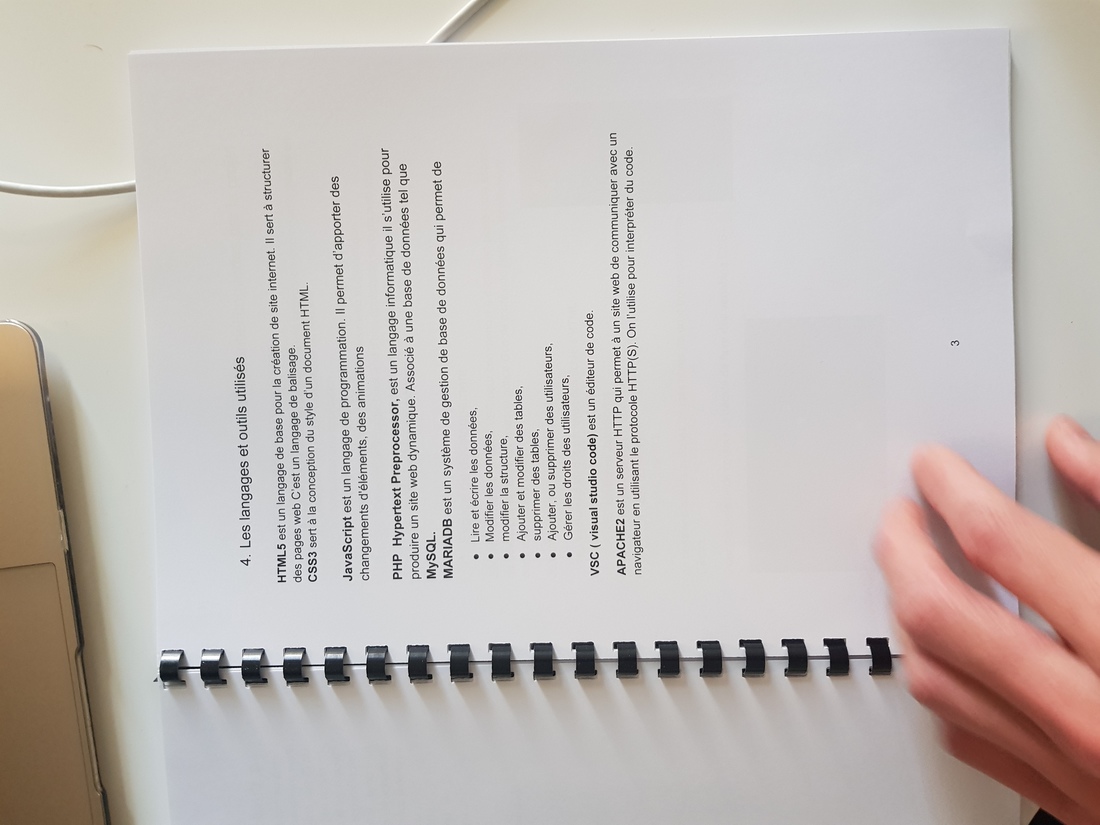 4. Les langages et outils utilisés
HTML5 est un langage de base pour la création de site internet. Il sert à structurer
des pages web C'est un langage de balisage.
CSS3 sert à la conception du style d'un document HTML.
JavaScript est un langage de programmation. Il permet d'apporter des
changements d'éléments, des animations
PHP Hypertext Preprocessor, est un langage informatique il s'utilise pour
produire un site web dynamique. Associé à une base de données tel que
MySQL.
MARIADB est un système de gestion de base de données qui permet de
● Lire et écrire les données,
● Modifier les données,
● modifier la structure,
● Ajouter et modifier des tables,
● supprimer des tables,
● Ajouter, ou supprimer des utilisateurs,
● Gérer les droits des utilisateurs,
VSC ( visual studio code) est un éditeur de code.
APACHE2 est un serveur HTTP qui permet à un site web de communiquer avec un
navigateur en utilisant le protocole HTTP(S). On l'utilise pour interpréter du code.
3